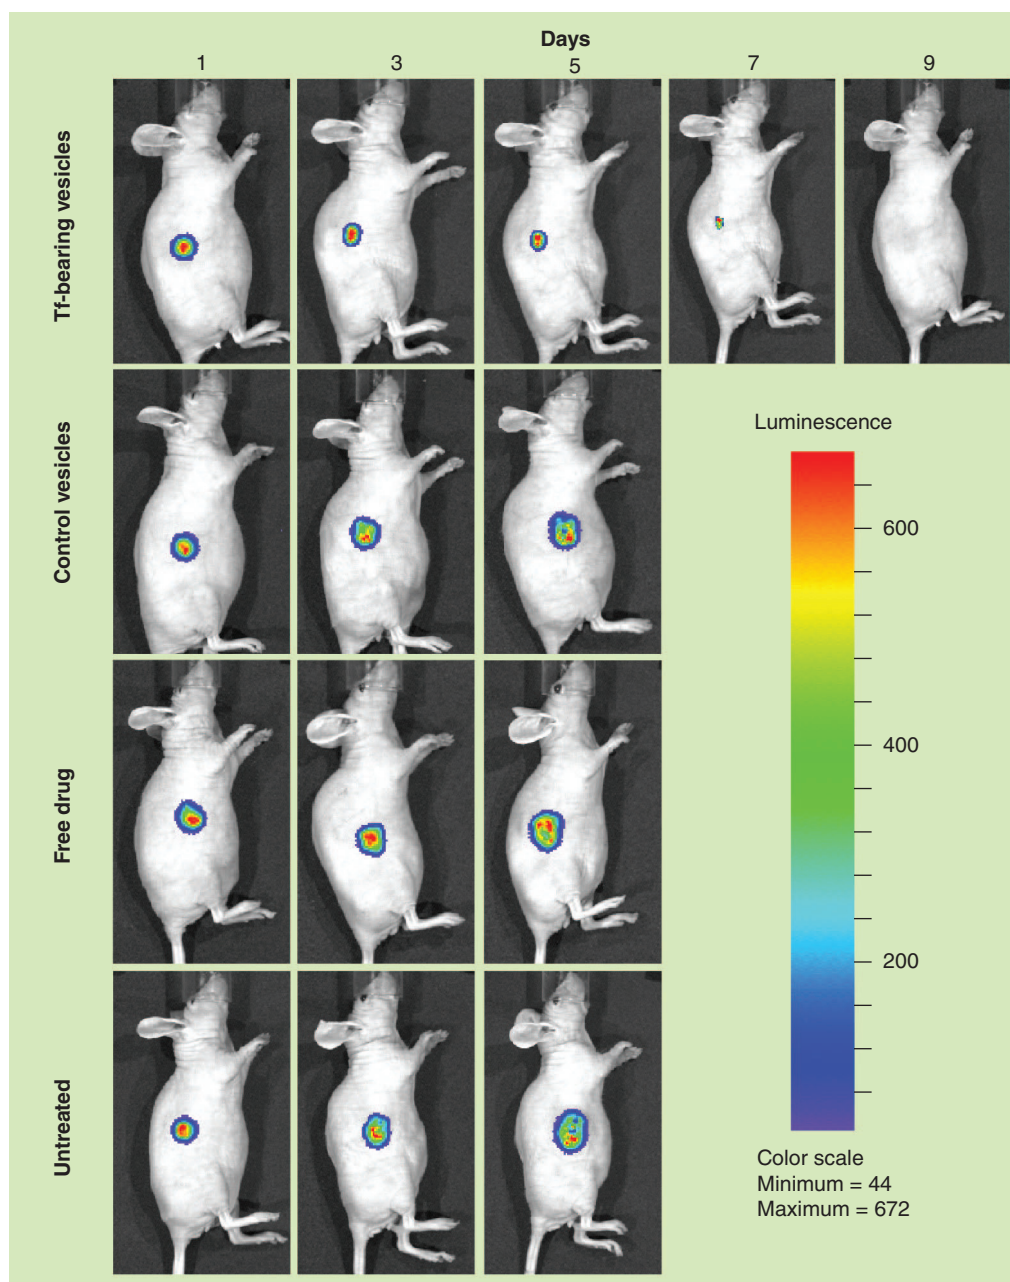 Days
1 3 5 7 9
Tf-bearing vesicles
Control vesicles
Luminescence
600
400
200
Free drug
Untreated
Color scale
Minimum = 44
Maximum = 672